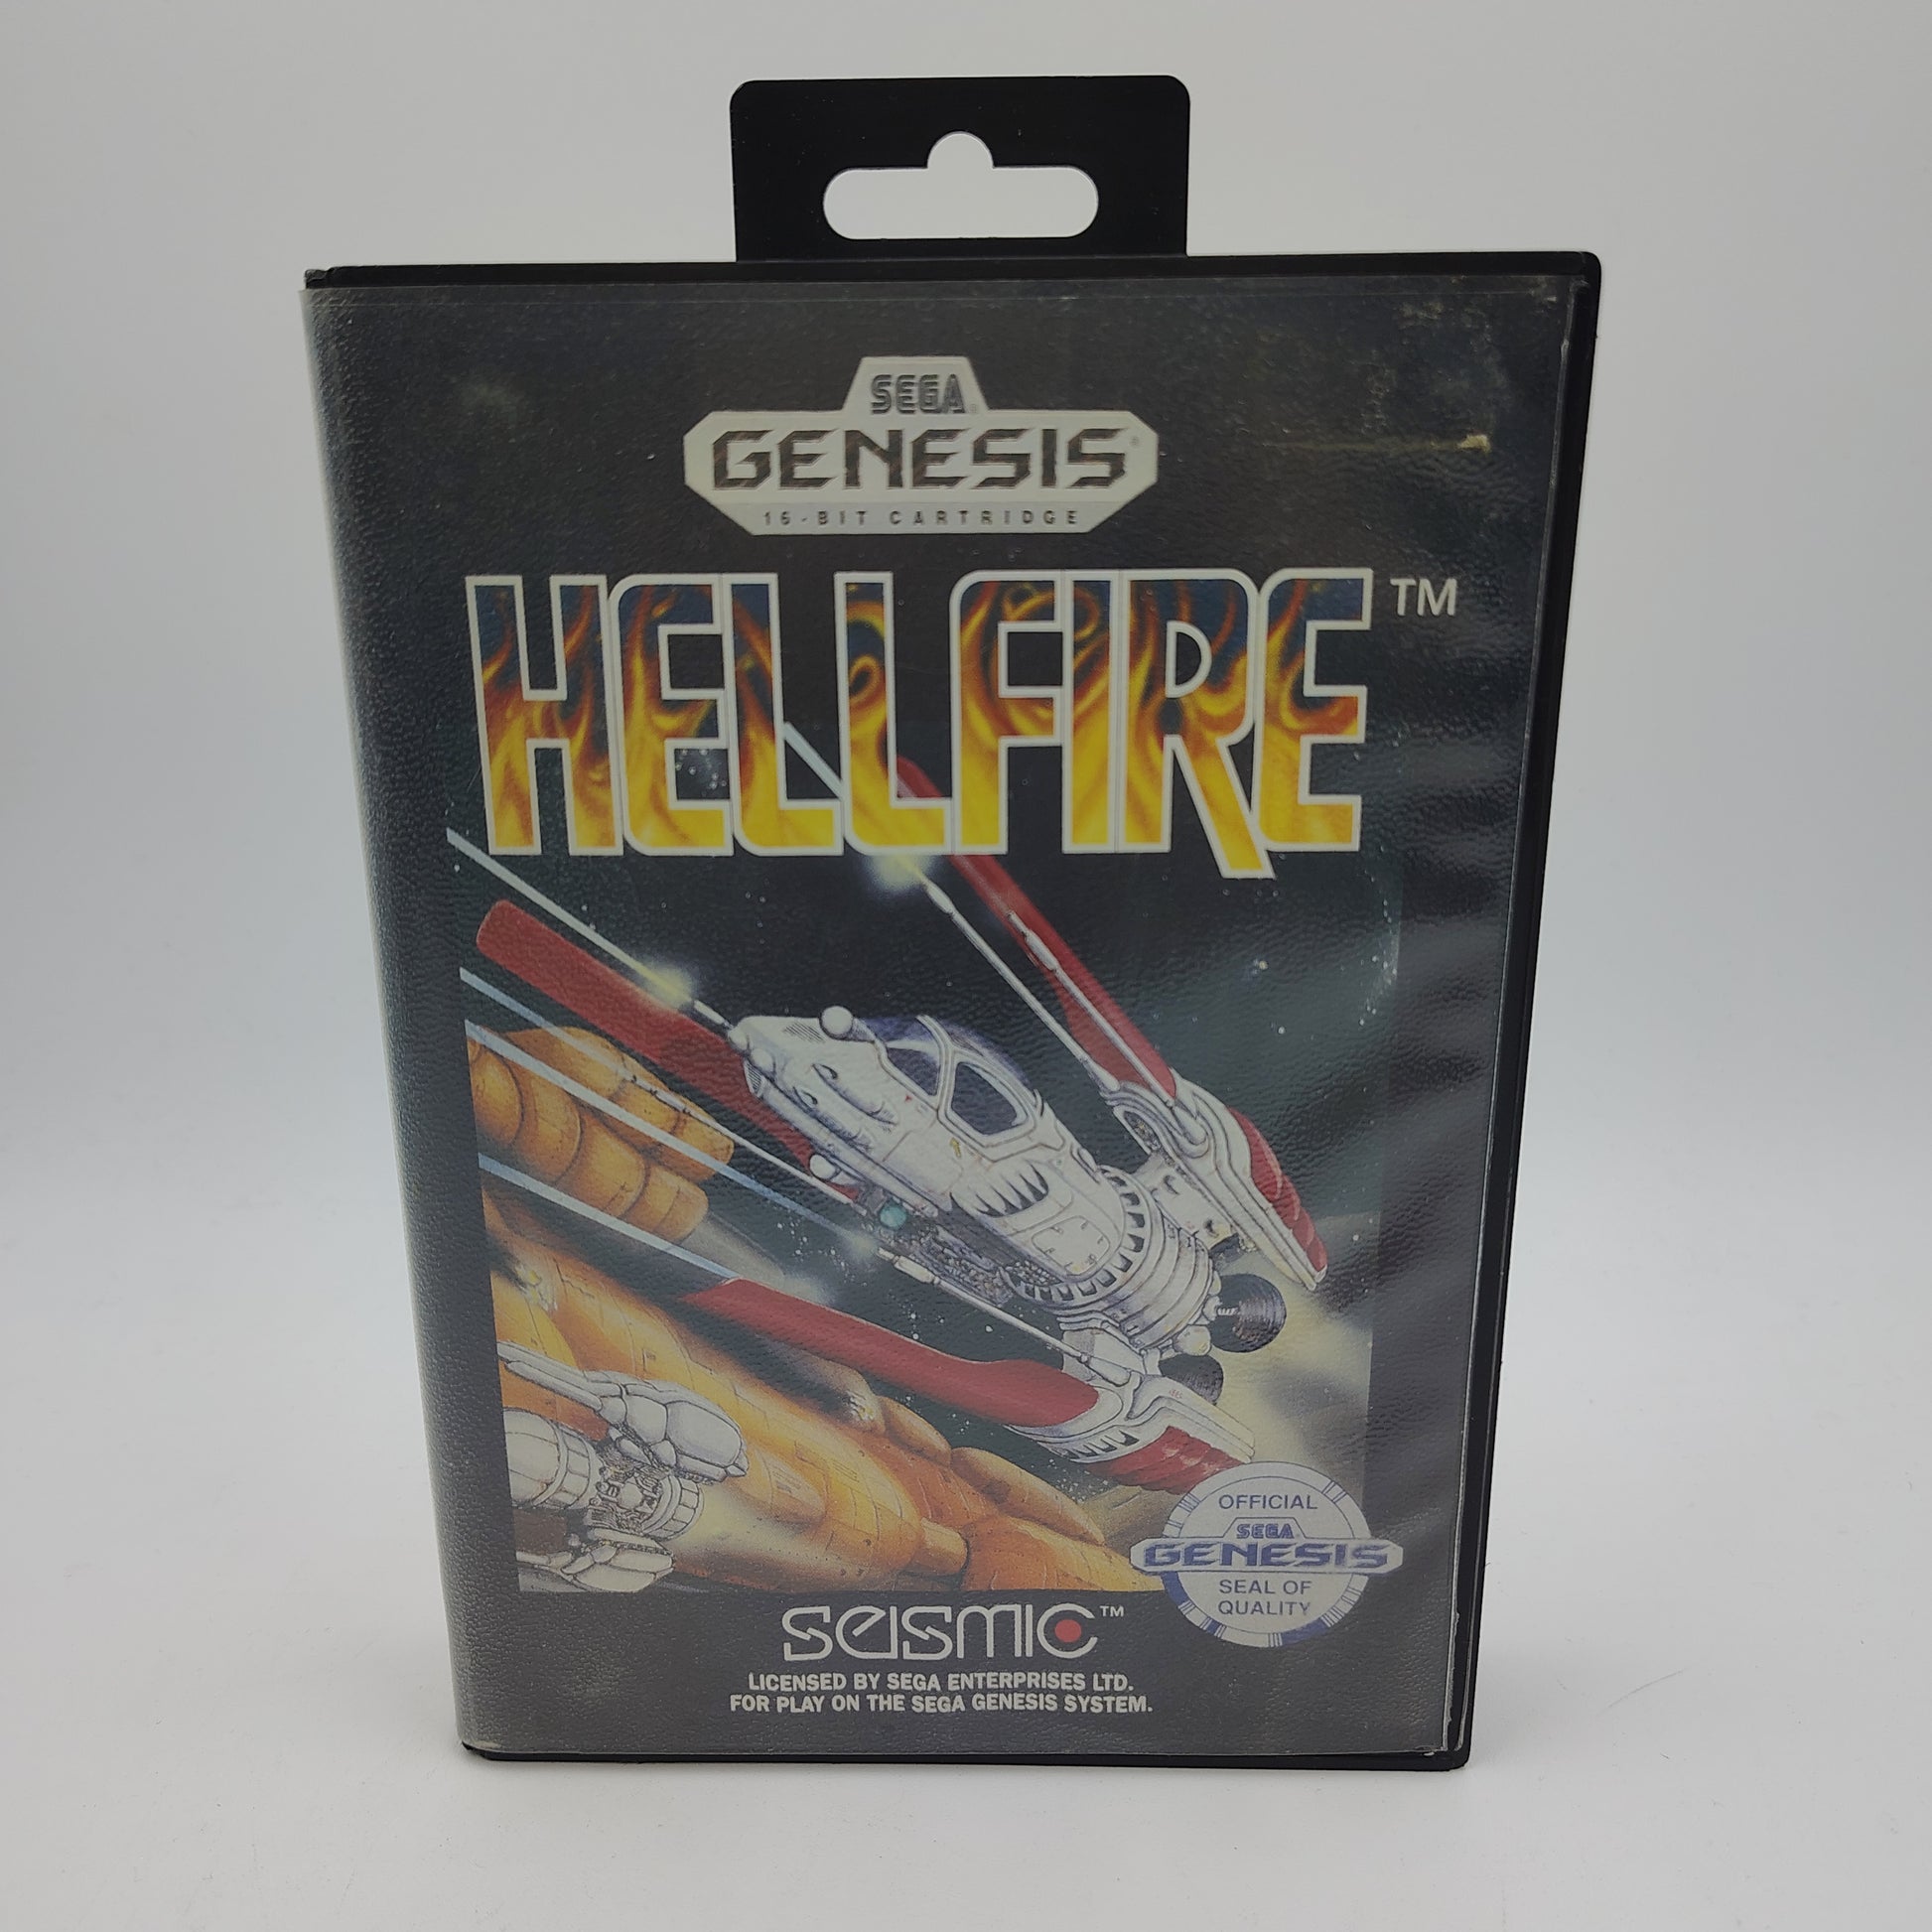 SEGA
GENESIS
16-BIT CARTRIDGE
HELLFIRE™
OFFICIAL
SEGA
GENESIS
SEAL OF
QUALITY
SEISMIC™
LICENSED BY SEGA ENTERPRISES LTD.
FOR PLAY ON THE SEGA GENESIS SYSTEM.